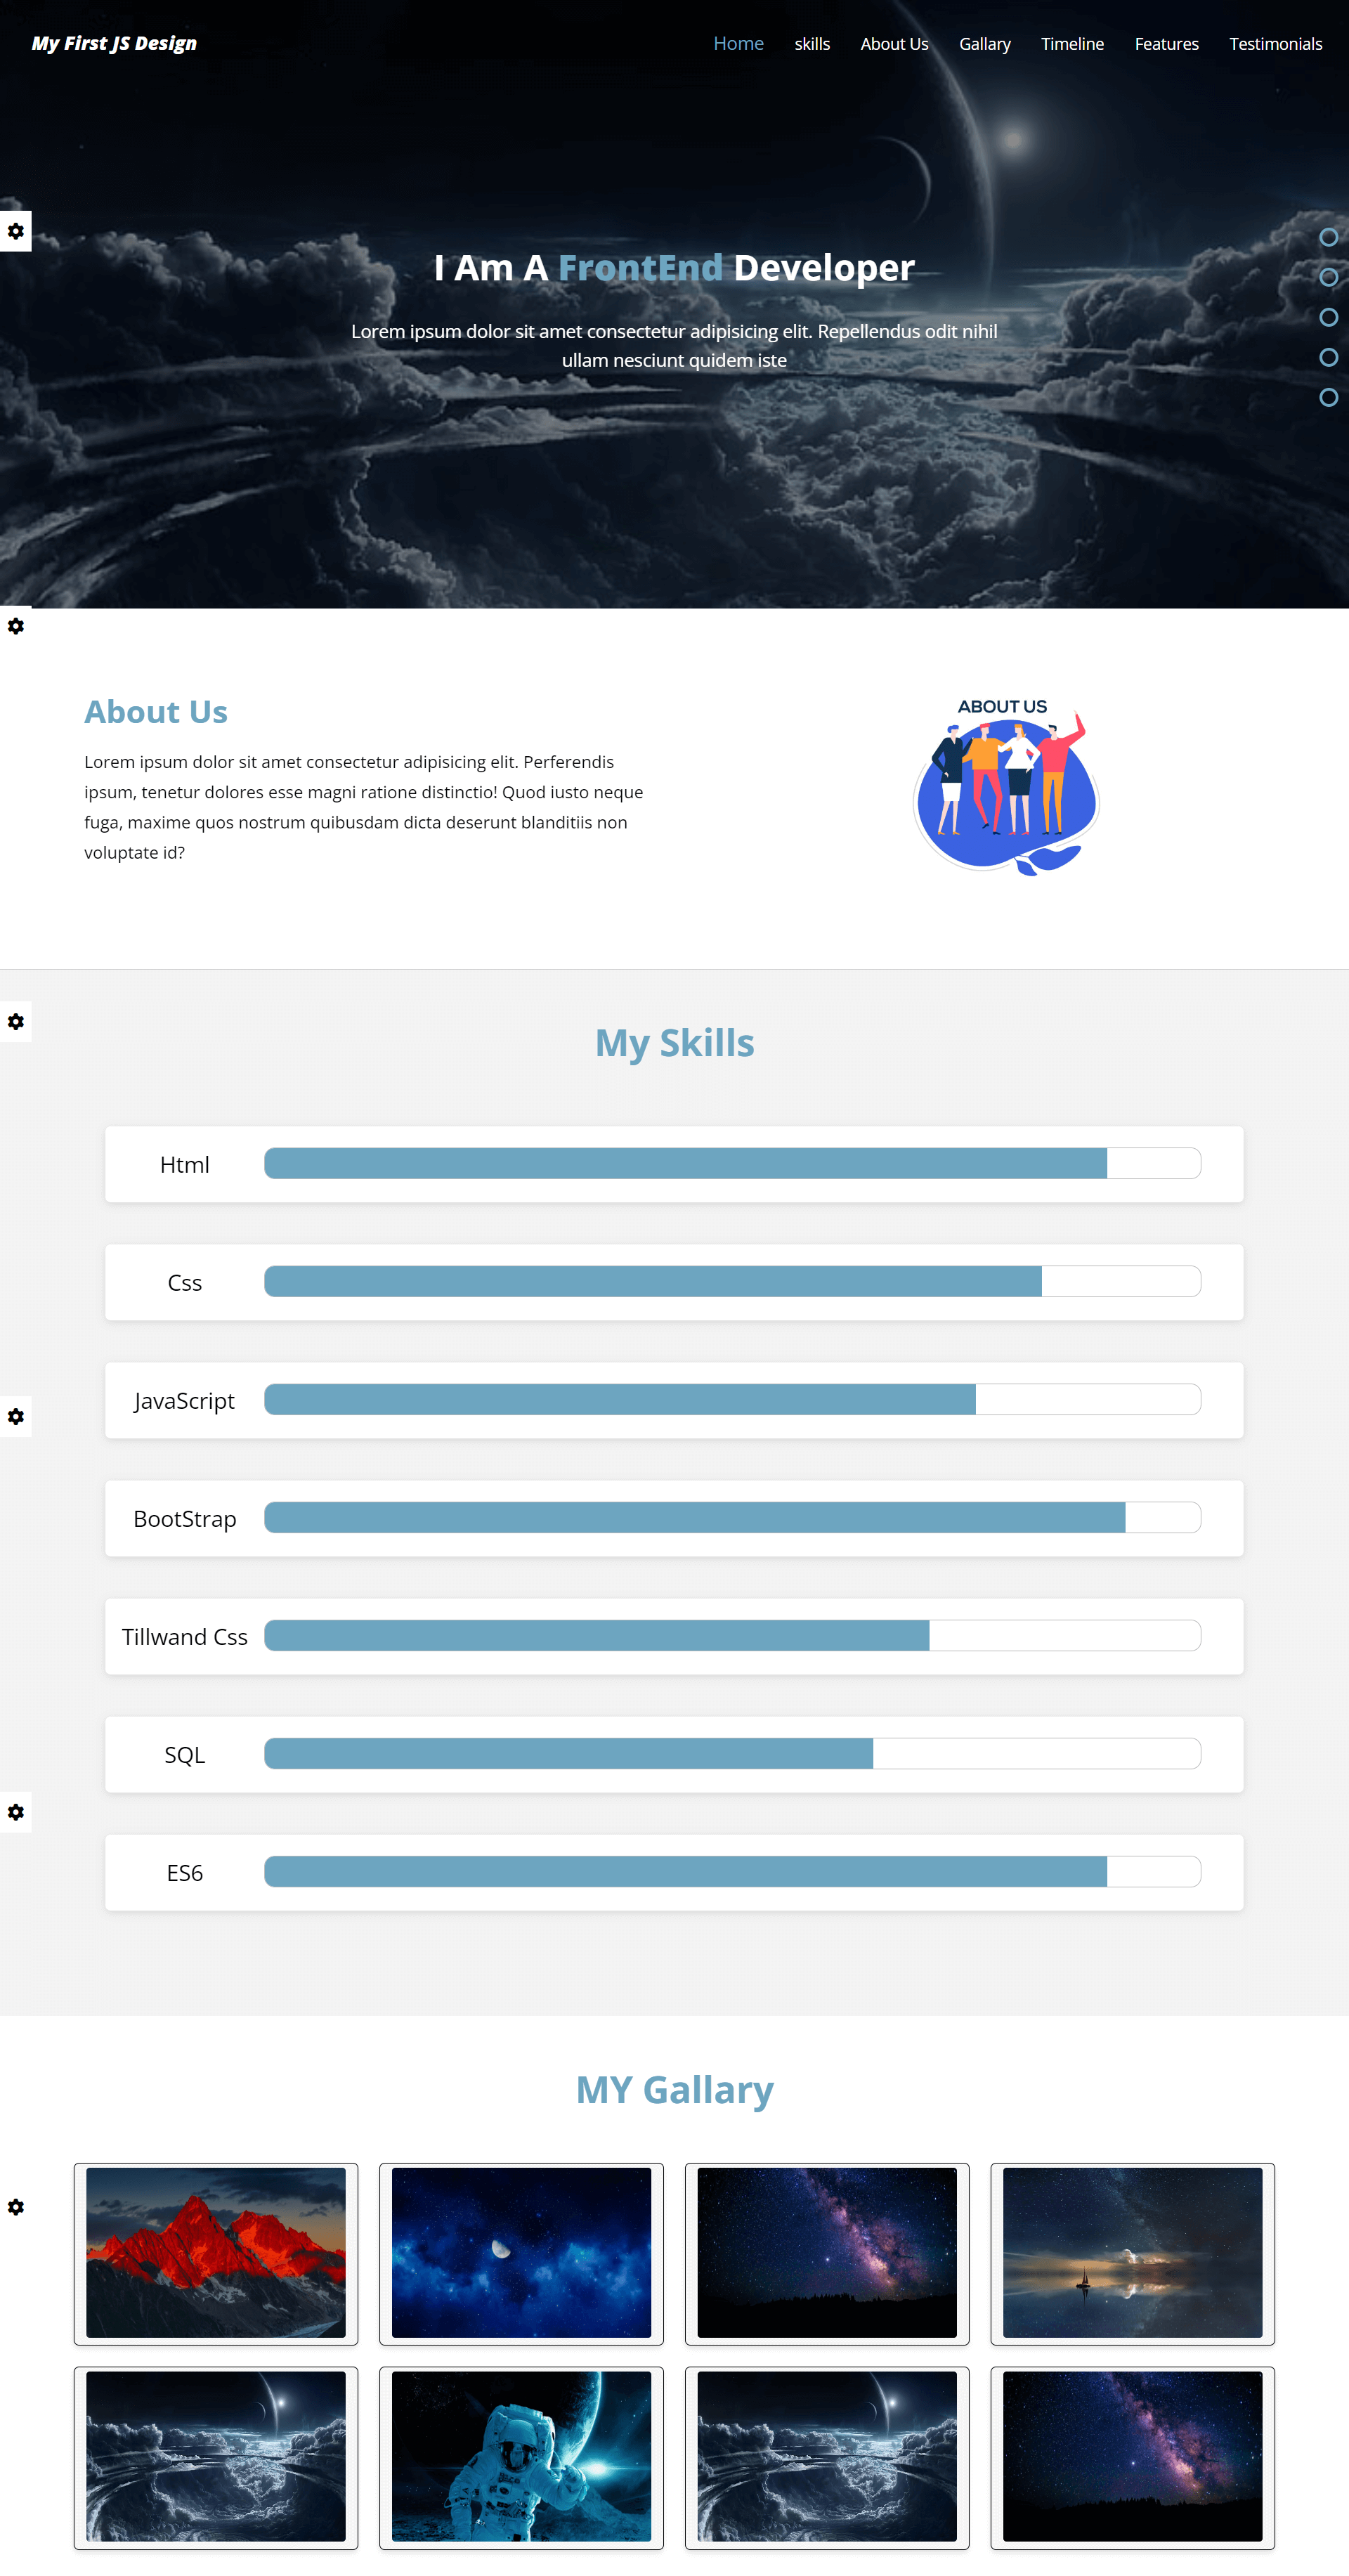 My First JS Design
Home skills About Us Gallary Timeline Features Testimonials
I Am A FrontEnd Developer
Lorem ipsum dolor sit amet consectetur adipisicing elit. Repellendus odit nihil
ullam nesciunt quidem iste
About Us
Lorem ipsum dolor sit amet consectetur adipisicing elit. Perferendis
ipsum, tenetur dolores esse magni ratione distinctio! Quod iusto neque
fuga, maxime quos nostrum quibusdam dicta deserunt blanditiis non
voluptate id?
ABOUT US
My Skills
Html
Css
JavaScript
BootStrap
Tillwand Css
SQL
ES6
MY Gallary